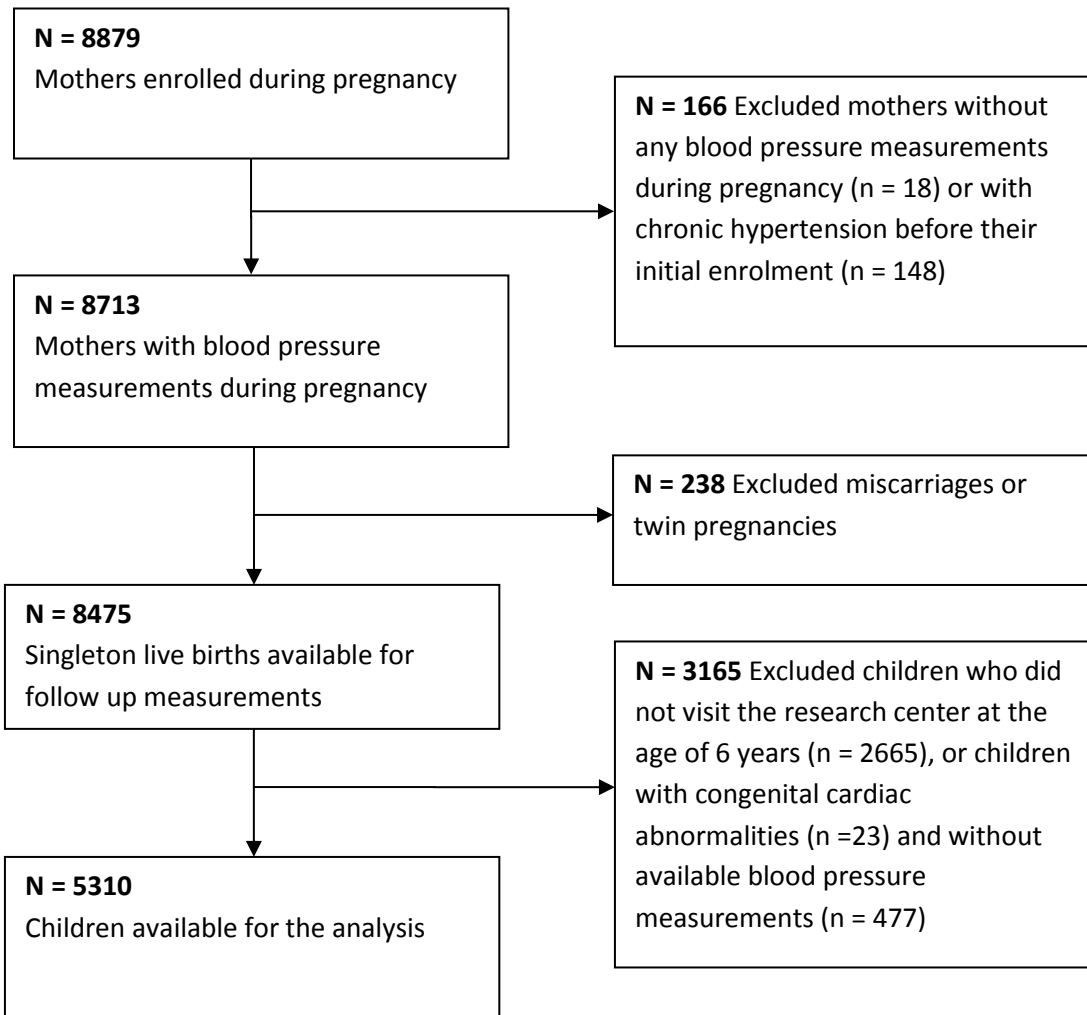 N = 8879
Mothers enrolled during pregnancy
N = 166 Excluded mothers without
any blood pressure measurements
during pregnancy (n = 18) or with
chronic hypertension before their
initial enrolment (n = 148)
N = 8713
Mothers with blood pressure
measurements during pregnancy
N = 238 Excluded miscarriages or
twin pregnancies
N = 8475
Singleton live births available for
follow up measurements
N = 3165 Excluded children who did
not visit the research center at the
age of 6 years (n = 2665), or children
with congenital cardiac
abnormalities (n =23) and without
available blood pressure
measurements (n = 477)
N = 5310
Children available for the analysis